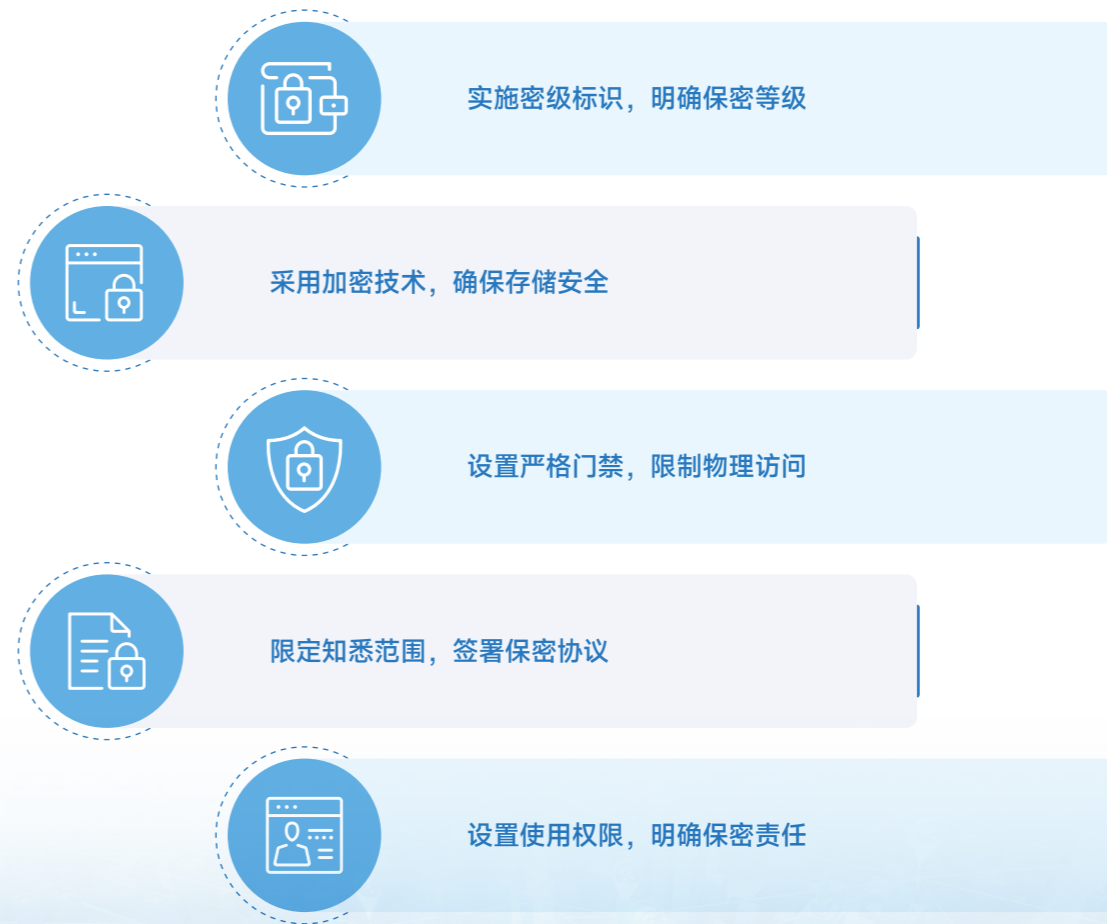 实施密级标识，明确保密等级
采用加密技术，确保存储安全
设置严格门禁，限制物理访问
限定知悉范围，签署保密协议
设置使用权限，明确保密责任